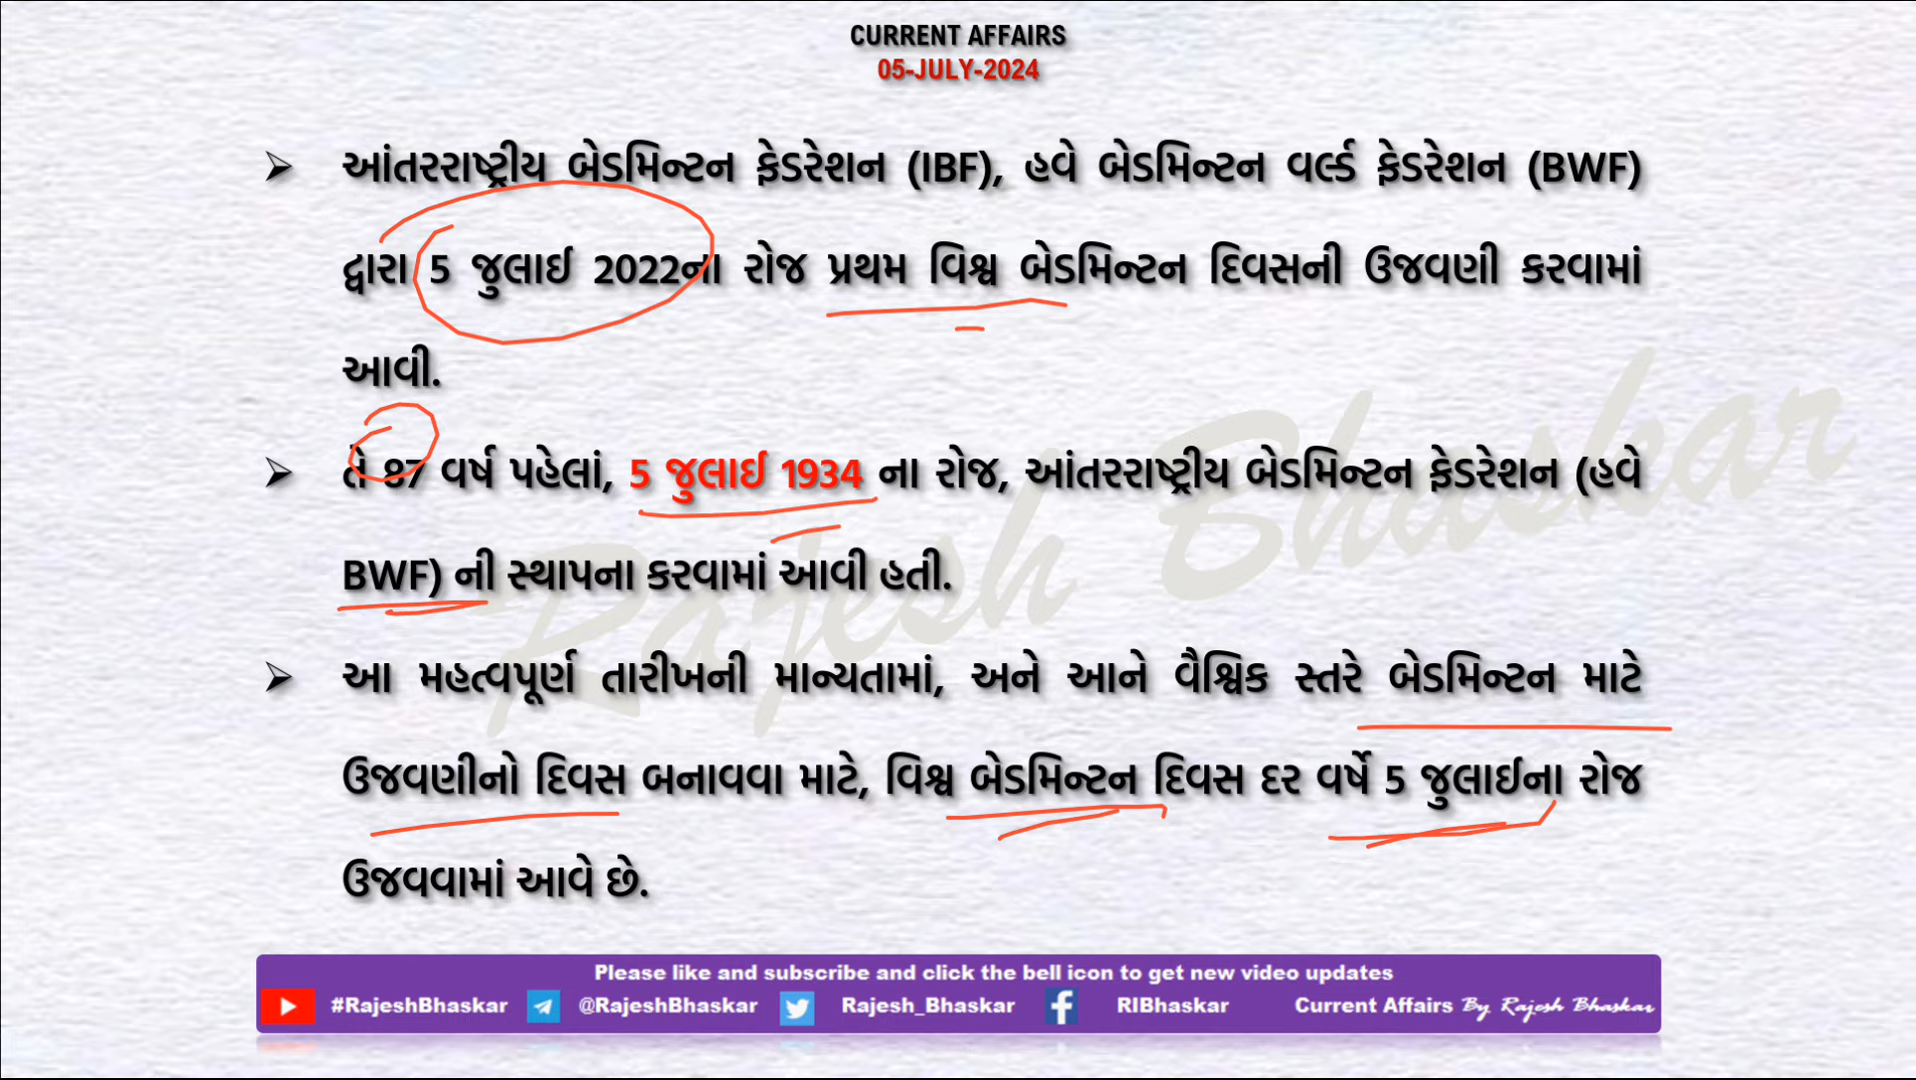 CURRENT AFFAIRS
05-JULY-2024
➢ આંતરરાષ્ટ્રીય બેડમિન્ટન ફેડરેશન (IBF), હવે બેડમિન્ટન વર્લ્ડ ફેડરેશન (BWF)
દ્વારા 5 જુલાઈ 2022ના રોજ પ્રથમ વિશ્વ બેડમિન્ટન દિવસની ઉજવણી કરવામાં
આવી.
➢ તે 87 વર્ષ પહેલાં, 5 જુલાઈ 1934 ના રોજ, આંતરરાષ્ટ્રીય બેડમિન્ટન ફેડરેશન (હવે
BWF) ની સ્થાપના કરવામાં આવી હતી.
➢ આ મહત્વપૂર્ણ તારીખની માન્યતામાં, અને આને વૈશ્વિક સ્તરે બેડમિન્ટન માટે
ઉજવણીનો દિવસ બનાવવા માટે, વિશ્વ બેડમિન્ટન દિવસ દર વર્ષે 5 જુલાઈના રોજ
ઉજવવામાં આવે છે.
Rajesh Bhaskar
Please like and subscribe and click the bell icon to get new video updates
#RajeshBhaskar @RajeshBhaskar Rajesh_Bhaskar RIBhaskar Current Affairs By Rajesh Bhaskar